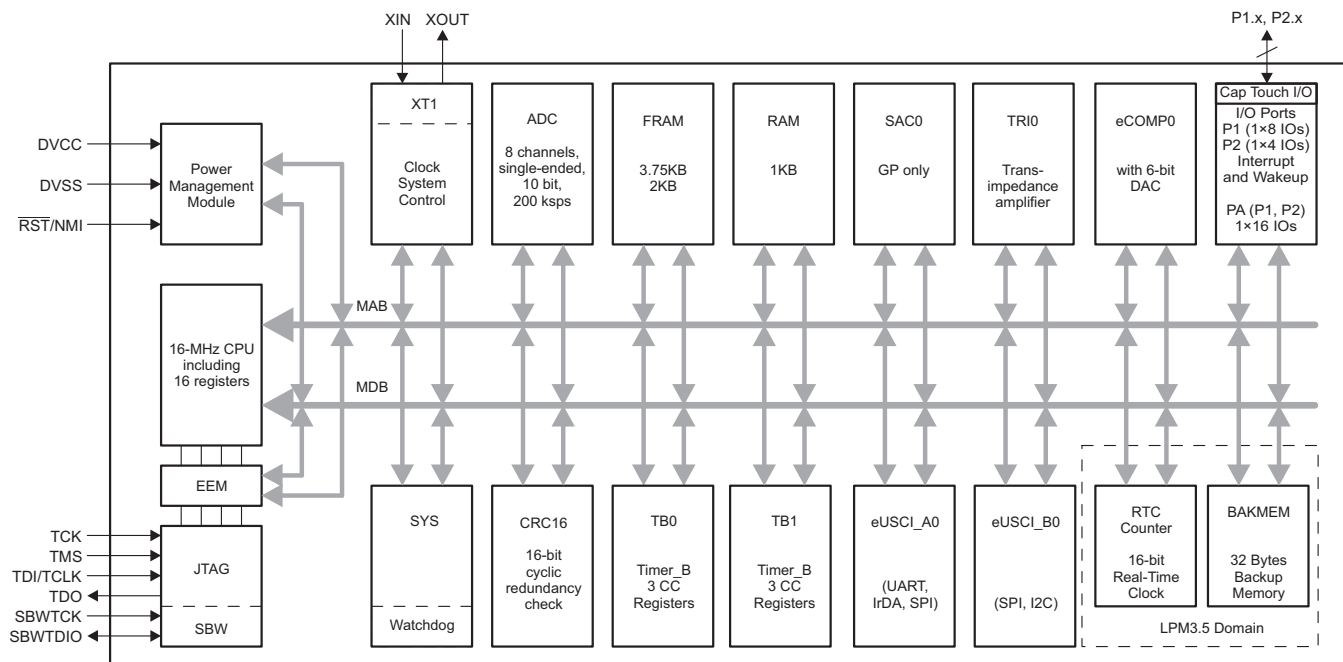 XIN
XOUT
P1.x, P2.x
DVCC
DVSS
RST/NMI
Power
Management
Module
XT1
Clock
System
Control
ADC
8 channels,
single-ended,
10 bit,
200 ksps
FRAM
3.75KB
2KB
RAM
1KB
SAC0
GP only
TRI0
Trans-
impedance
amplifier
eCOMP0
with 6-bit
DAC
Cap Touch I/O
I/O Ports
P1 (1×8 IOs)
P2 (1×4 IOs)
Interrupt
and Wakeup
PA (P1, P2)
1×16 IOs
MAB
16-MHz CPU
including
16 registers
MDB
EEM
TCK
TMS
TDI/TCLK
TDO
SBWTCK
SBWTDIO
JTAG
SBW
SYS
Watchdog
CRC16
16-bit
cyclic
redundancy
check
TB0
Timer_B
3 CC
Registers
TB1
Timer_B
3 CC
Registers
eUSCI_A0
(UART,
IrDA, SPI)
eUSCI_B0
(SPI, I2C)
RTC
Counter
16-bit
Real-Time
Clock
BAKMEM
32 Bytes
Backup
Memory
LPM3.5 Domain